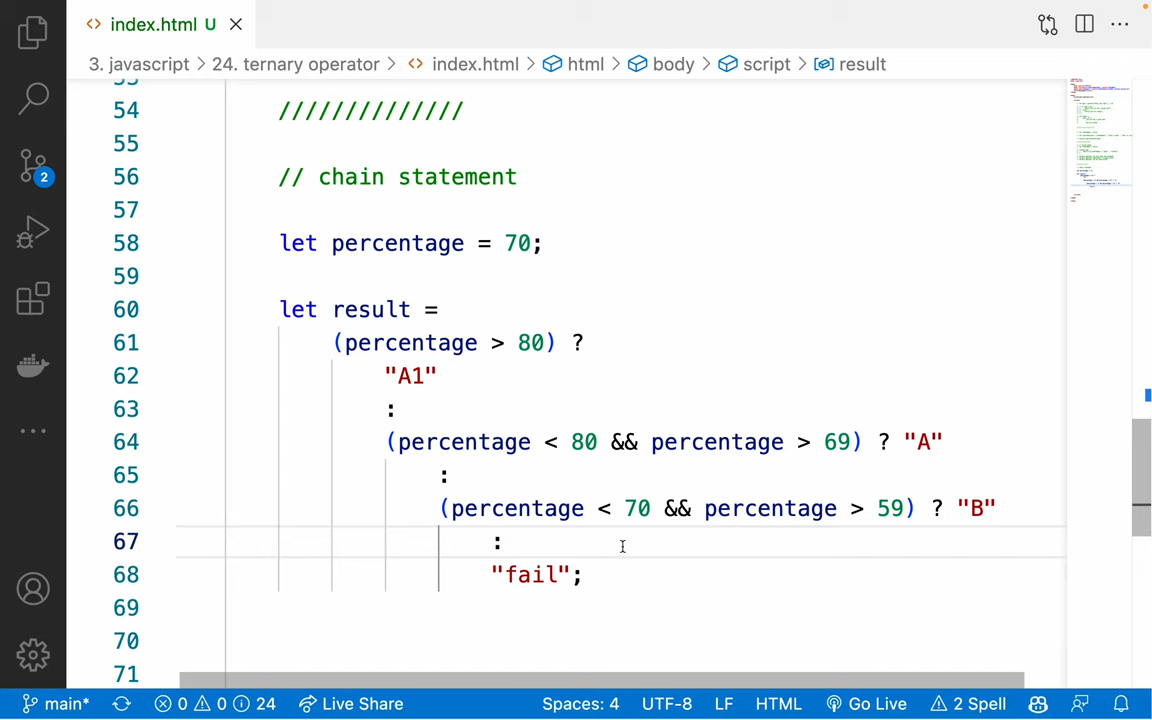 index.html U
3. javascript > 24. ternary operator > index.html > html > body > script > result
53
54 //////////////
55
56 // chain statement
57
58 let percentage = 70;
59
60 let result =
61 (percentage > 80) ?
62 "A1"
63 :
64 (percentage < 80 && percentage > 69) ? "A"
65 :
66 (percentage < 70 && percentage > 59) ? "B"
67 :
68 "fail";
69
70
71
2
main* 0 0 24 Live Share Spaces: 4 UTF-8 LF HTML Go Live 2 Spell